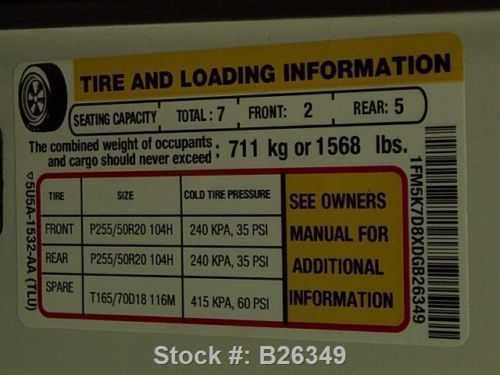 TIRE AND LOADING INFORMATION
SEATING CAPACITY TOTAL: 7 FRONT: 2 REAR: 5
The combined weight of occupants
and cargo should never exceed: 711 kg or 1568 lbs.
TIRE SIZE COLD TIRE PRESSURE
FRONT P255/50R20 104H 240 KPA, 35 PSI
REAR P255/50R20 104H 240 KPA, 35 PSI
SPARE T165/70D18 116M 415 KPA, 60 PSI
SEE OWNERS
MANUAL FOR
ADDITIONAL
INFORMATION
5U5A-1532-AA (TLU)
1FM5K7D8XDGB26349
Stock #: B26349